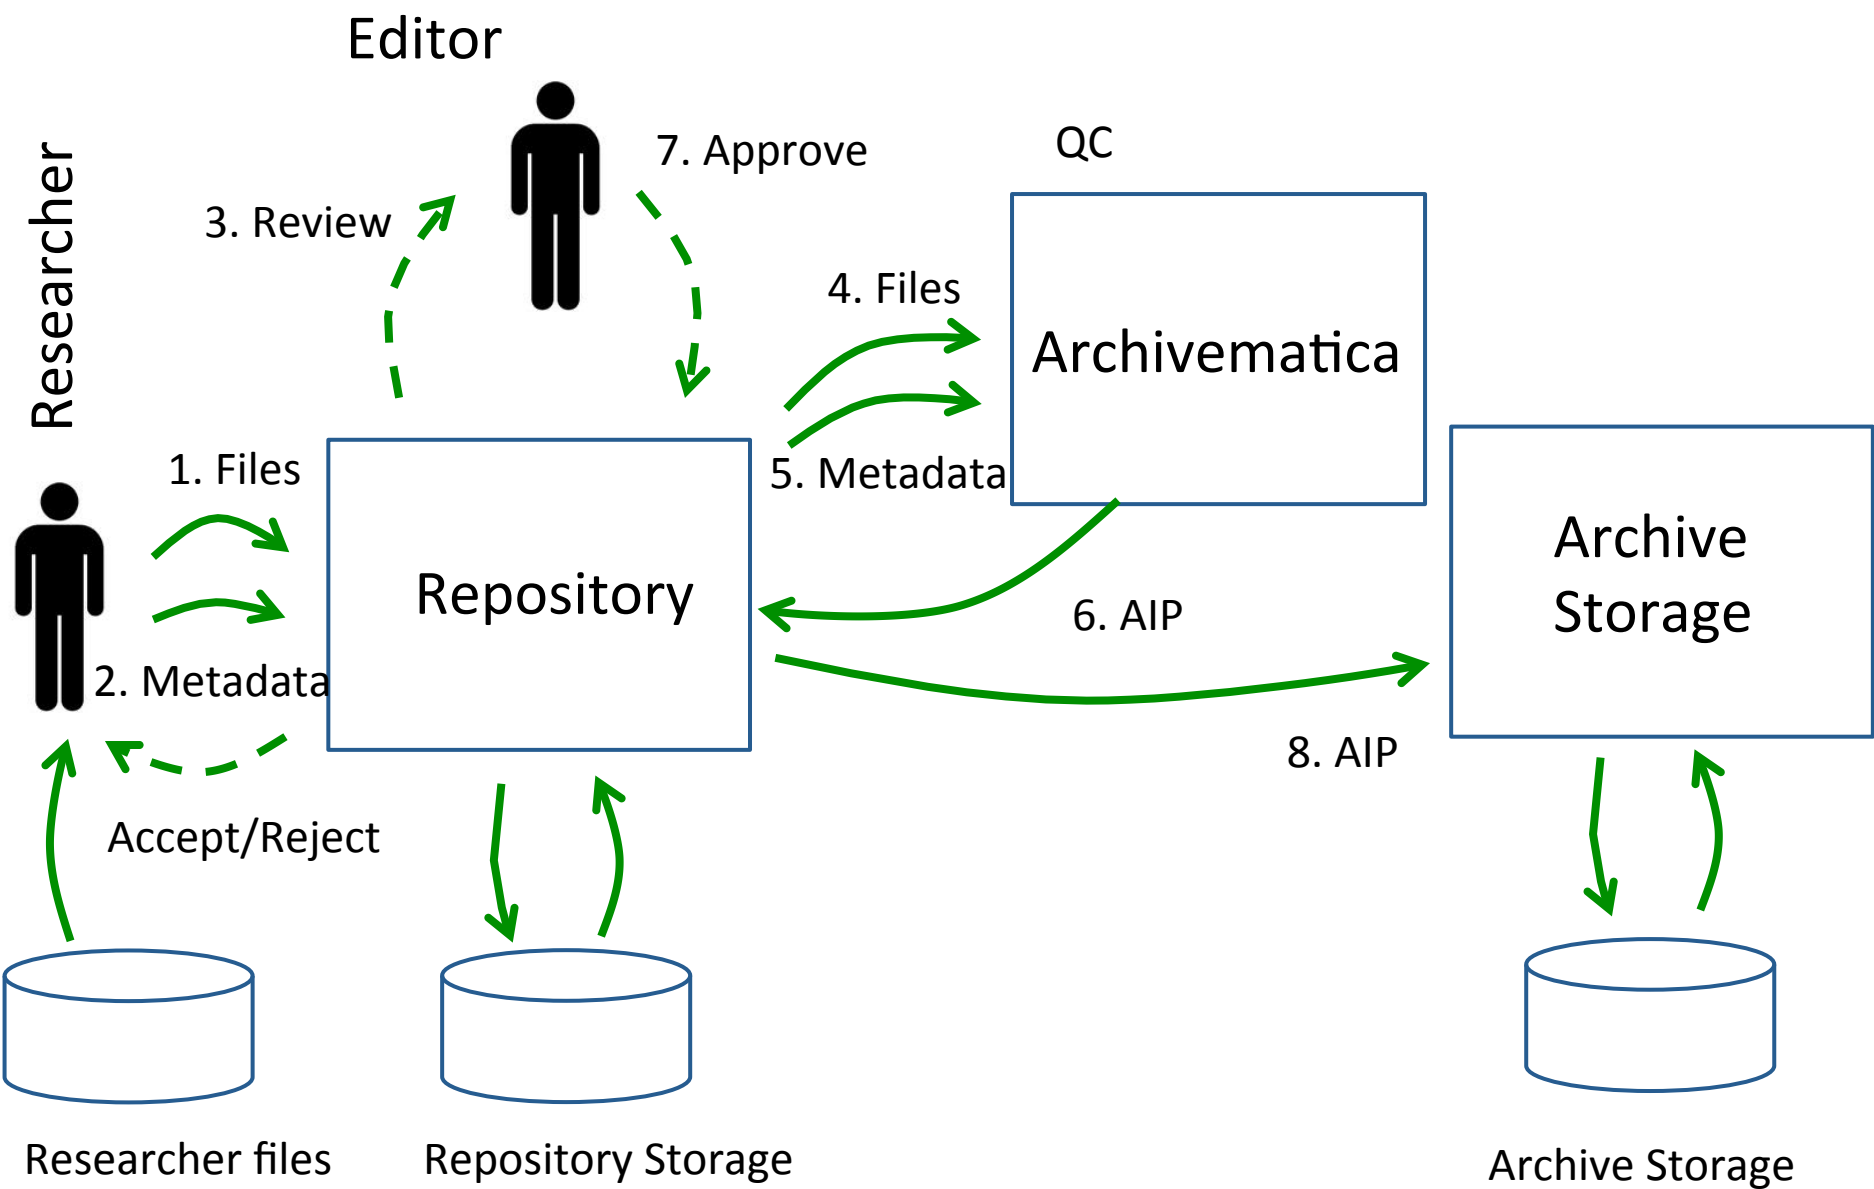 Editor
Researcher
7. Approve
QC
3. Review
4. Files
Archivematica
1. Files
5. Metadata
Repository
Archive
Storage
6. AIP
2. Metadata
8. AIP
Accept/Reject
Researcher files
Repository Storage
Archive Storage